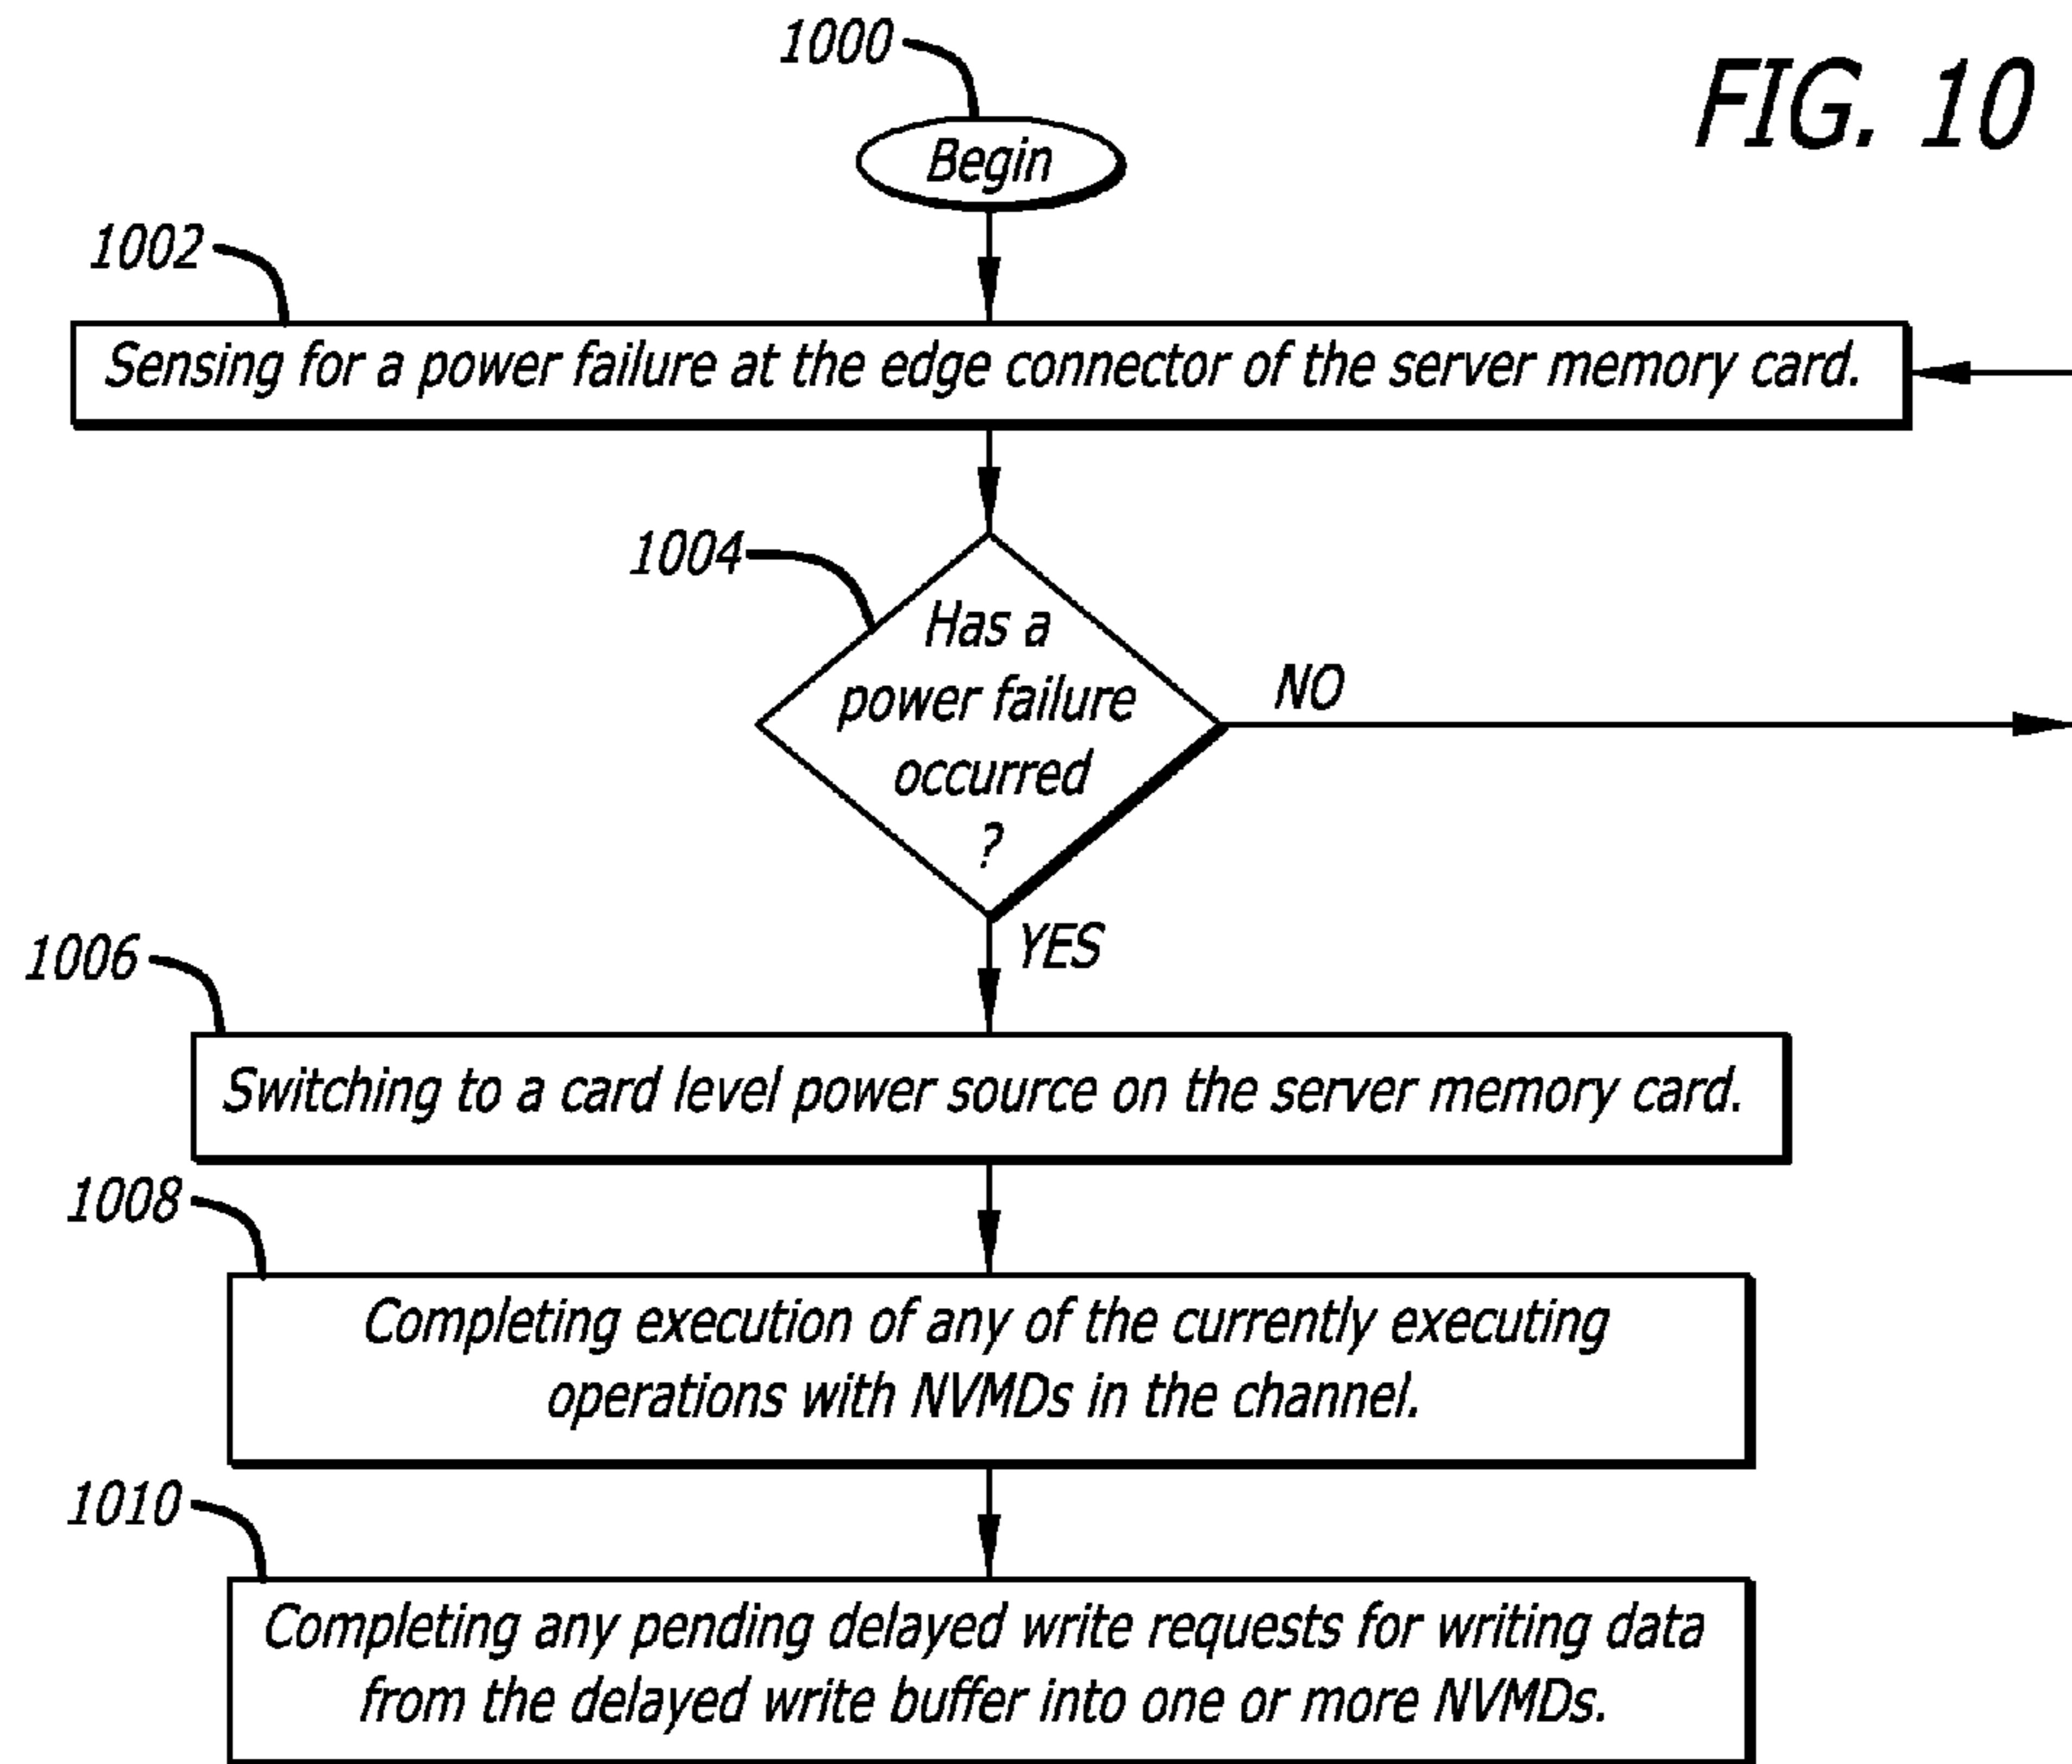 1000
FIG. 10
Begin
1002
Sensing for a power failure at the edge connector of the server memory card.
1004
Has a
power failure
occurred
?
NO
YES
1006
Switching to a card level power source on the server memory card.
1008
Completing execution of any of the currently executing
operations with NVMDs in the channel.
1010
Completing any pending delayed write requests for writing data
from the delayed write buffer into one or more NVMDs.